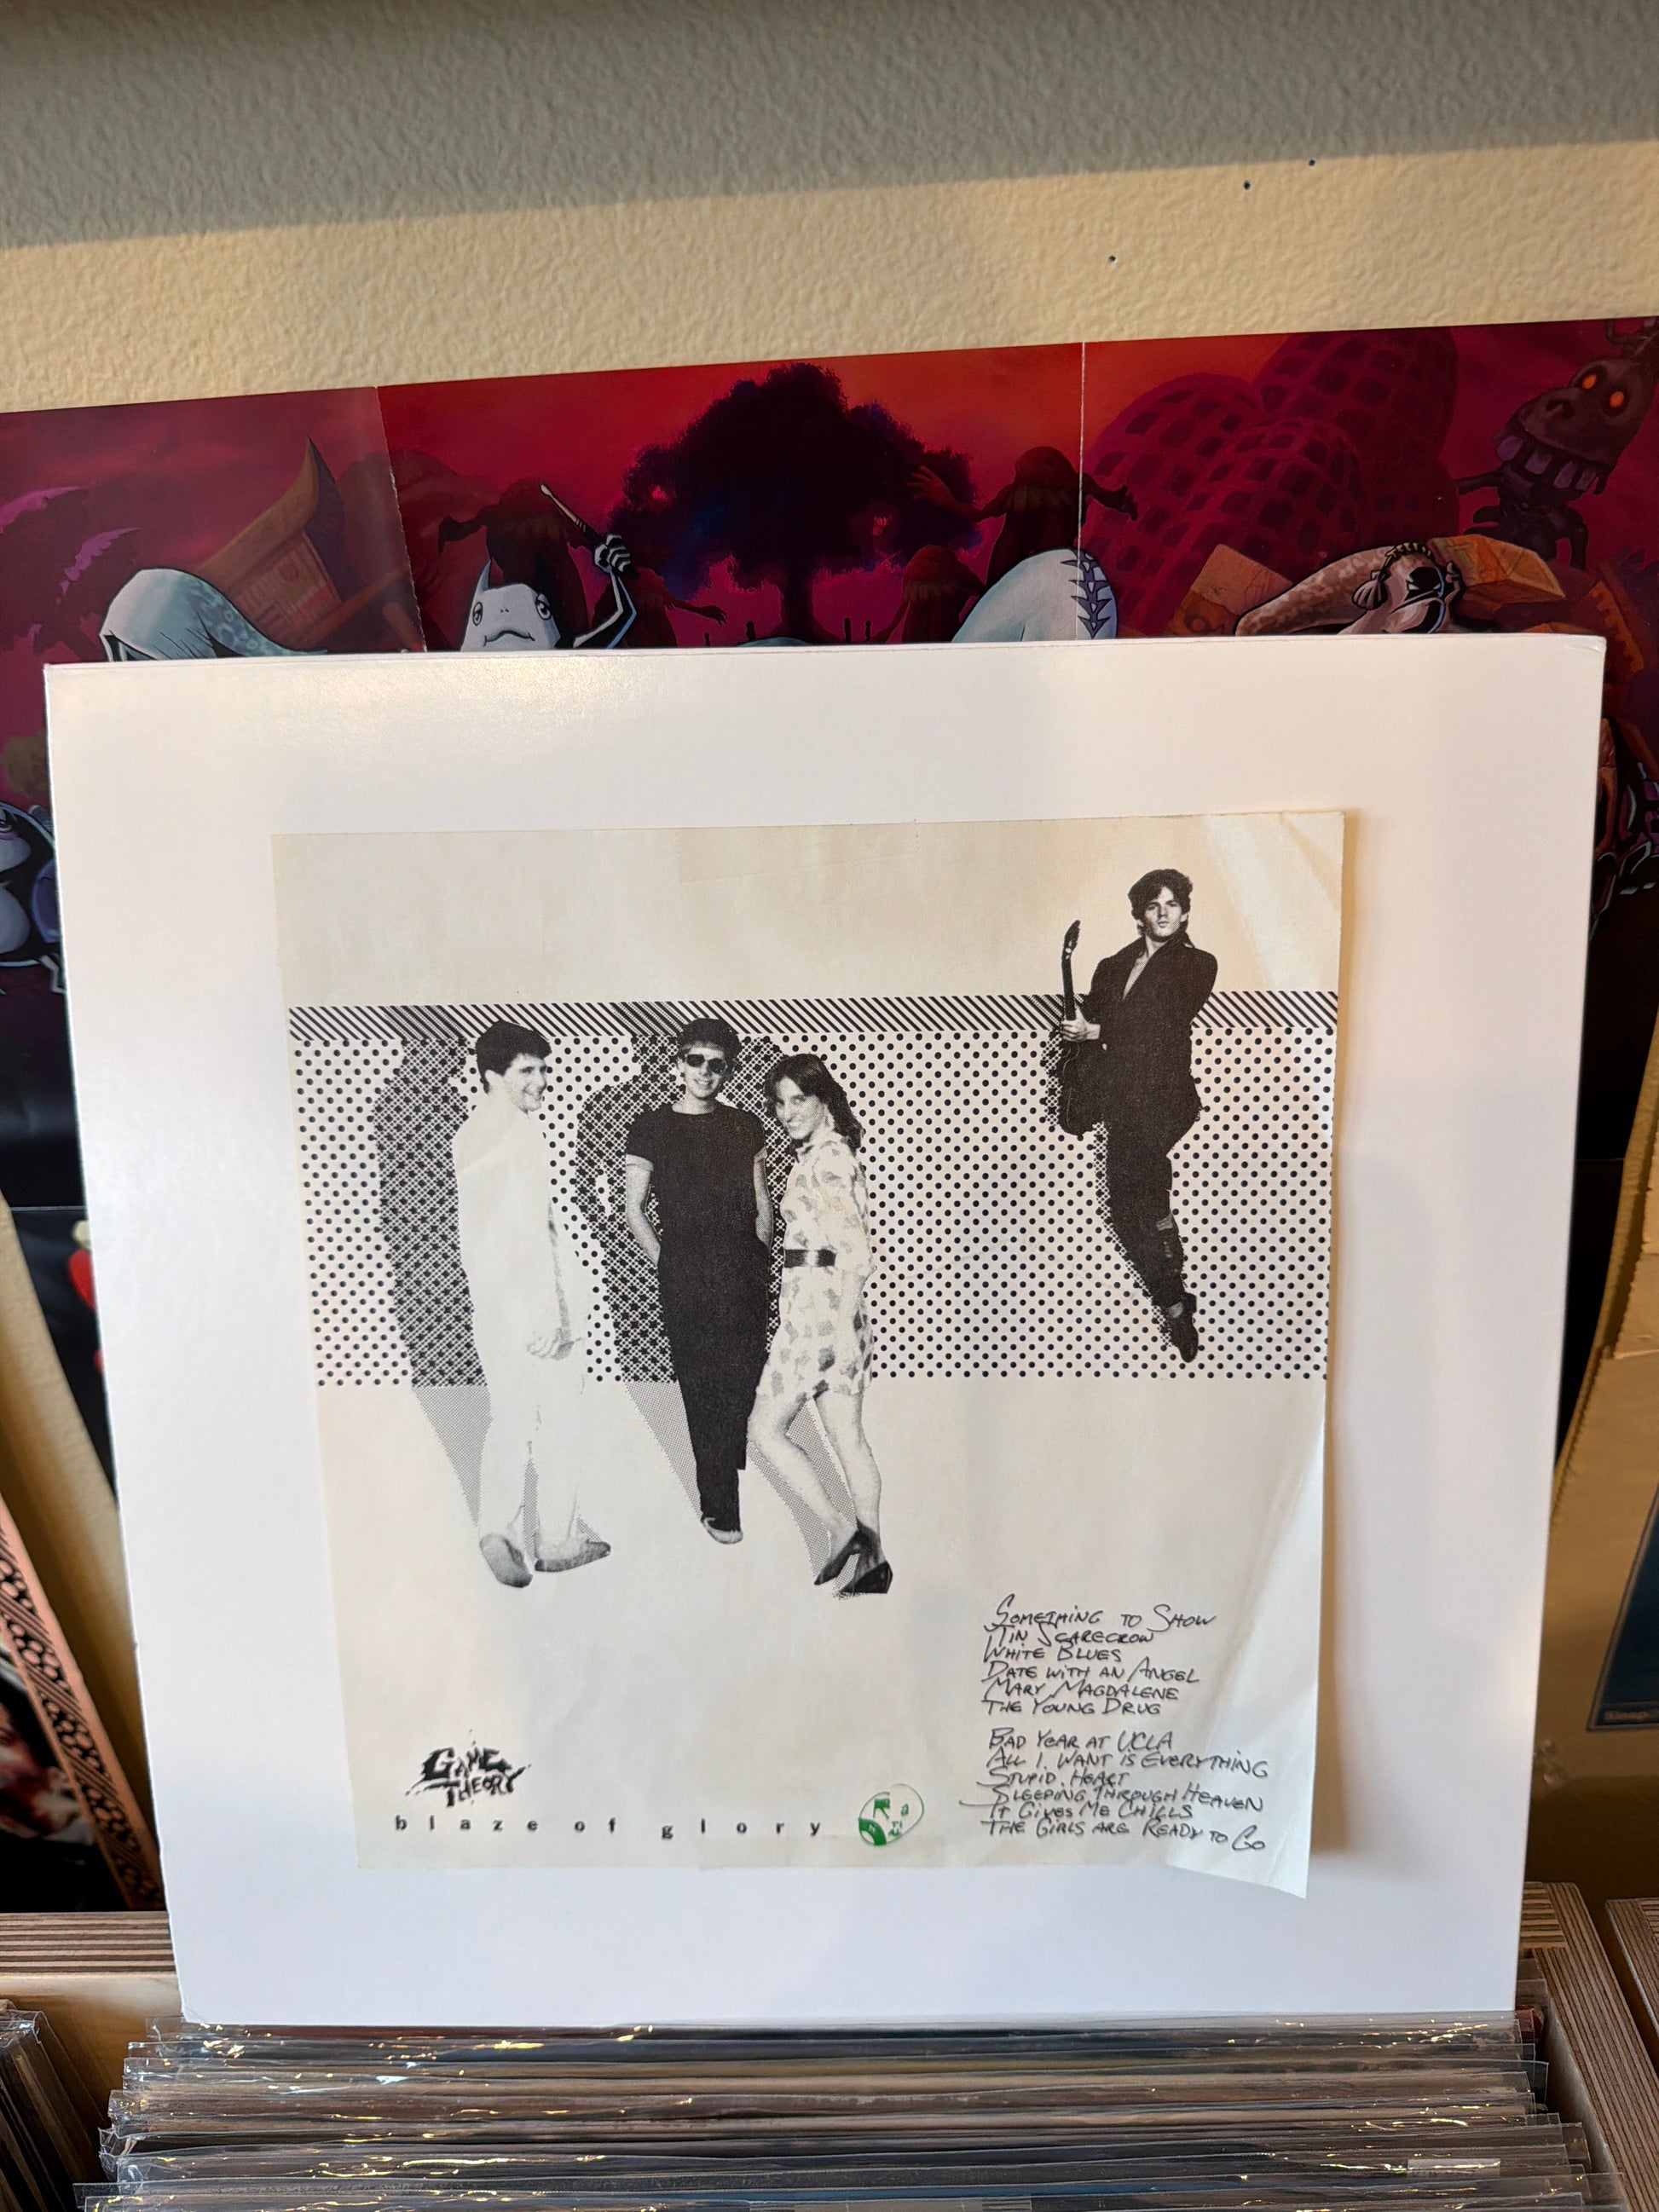 Something to Show
Tin Scarecrow
White Blues
Date with an Angel
Mary Magdalene
The Young Drug
Bad Year at UCLA
All I Want is Everything
Stupid Heart
Sleeping Through Heaven
It Gives Me Chills
The Girls are Ready to Go
Game
Theory
blaze of glory